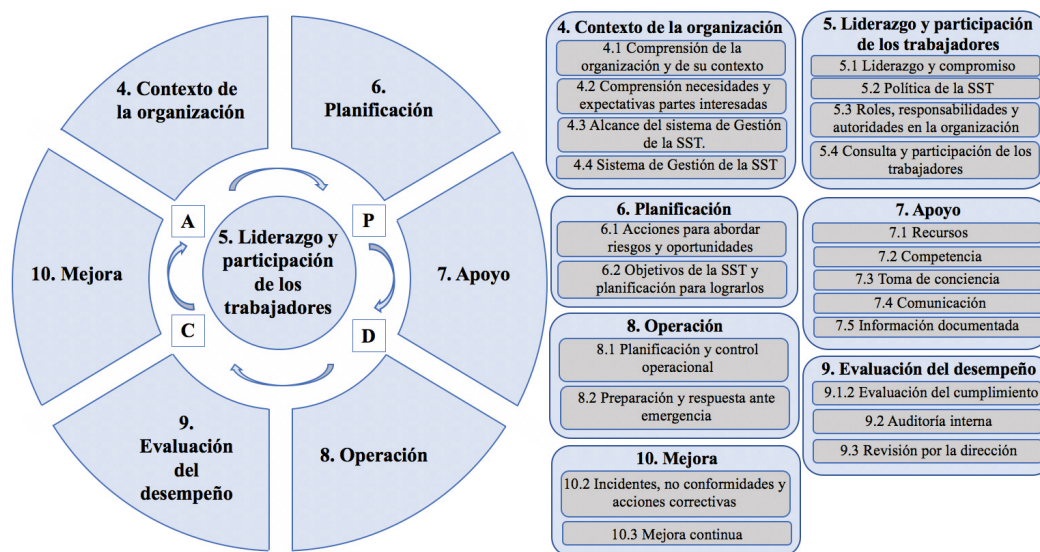 4. Contexto de
la organización
6.
Planificación
7. Apoyo
8. Operación
9.
Evaluación
del
desempeño
10. Mejora
A
P
C
D
5. Liderazgo y
participación
de los
trabajadores
4. Contexto de la organización
4.1 Comprensión de la
organización y de su contexto
4.2 Comprensión necesidades y
expectativas partes interesadas
4.3 Alcance del sistema de Gestión
de la SST.
4.4 Sistema de Gestión de la SST
5. Liderazgo y participación
de los trabajadores
5.1 Liderazgo y compromiso
5.2 Política de la SST
5.3 Roles, responsabilidades y
autoridades en la organización
5.4 Consulta y participación de los
trabajadores
6. Planificación
6.1 Acciones para abordar
riesgos y oportunidades
6.2 Objetivos de la SST y
planificación para lograrlos
7. Apoyo
7.1 Recursos
7.2 Competencia
7.3 Toma de conciencia
7.4 Comunicación
7.5 Información documentada
8. Operación
8.1 Planificación y control
operacional
8.2 Preparación y respuesta ante
emergencia
9. Evaluación del desempeño
9.1.2 Evaluación del cumplimiento
9.2 Auditoría interna
9.3 Revisión por la dirección
10. Mejora
10.2 Incidentes, no conformidades y
acciones correctivas
10.3 Mejora continua